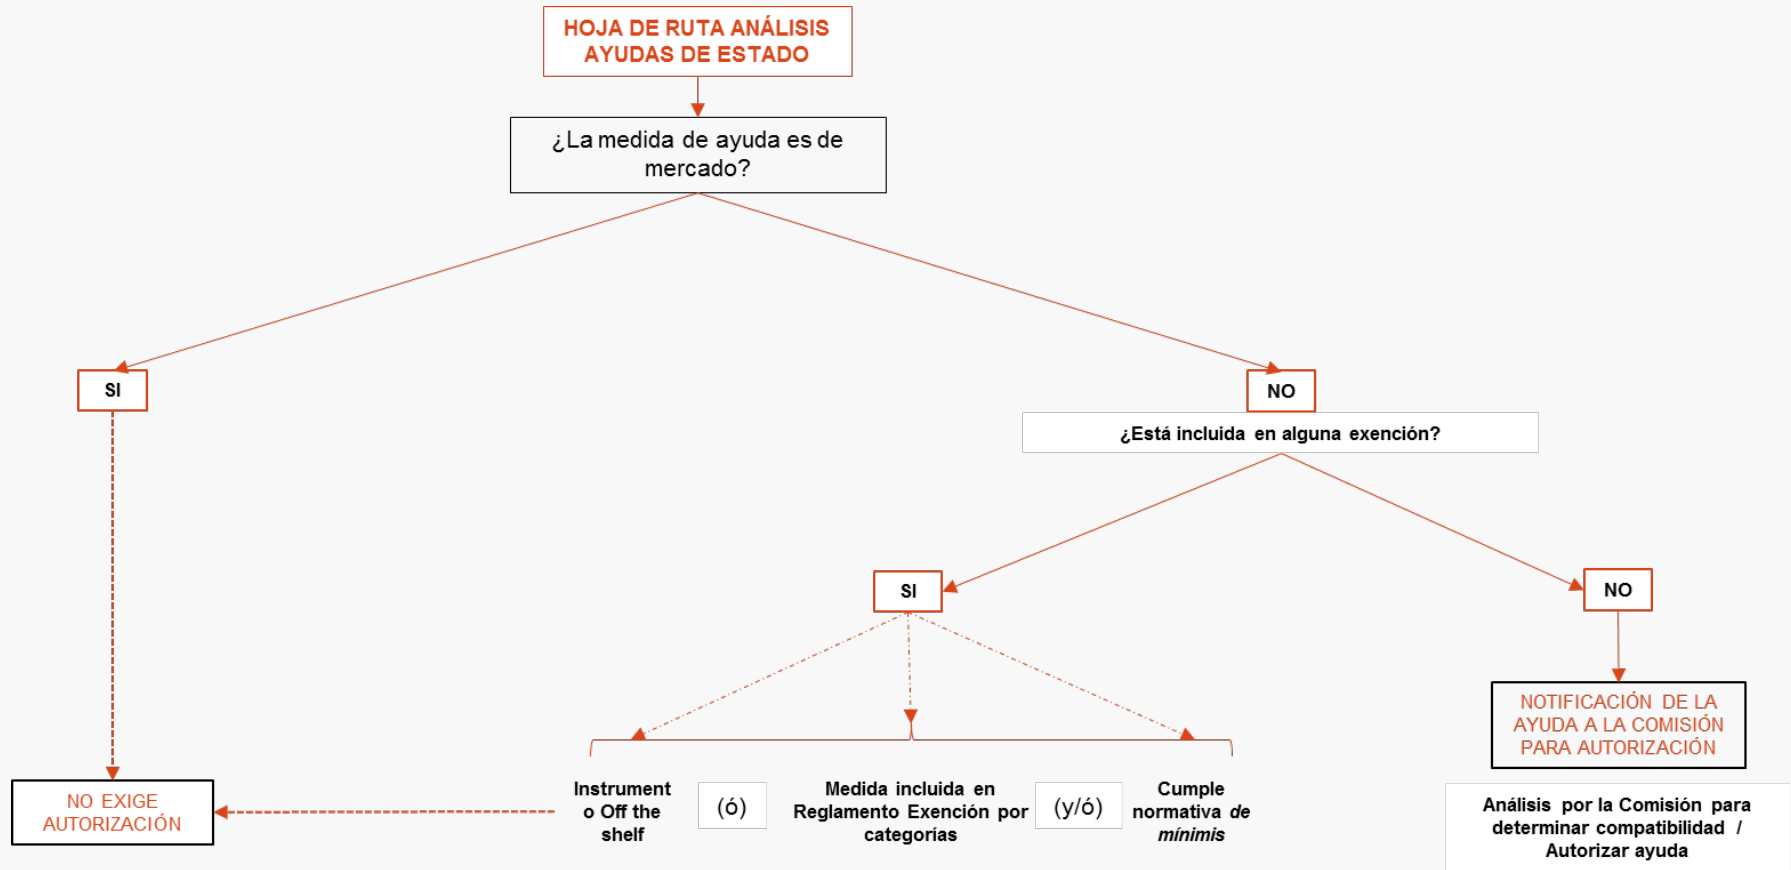 HOJA DE RUTA ANÁLISIS
AYUDAS DE ESTADO
¿La medida de ayuda es de
mercado?
SI
NO
¿Está incluida en alguna exención?
SI
NO
NOTIFICACIÓN DE LA
AYUDA A LA COMISIÓN
PARA AUTORIZACIÓN
NO EXIGE
AUTORIZACIÓN
Instrument
o Off the
shelf
(ó)
Medida incluida en
Reglamento Exención por
categorías
(y/ó)
Cumple
normativa de
mínimis
Análisis por la Comisión para
determinar compatibilidad /
Autorizar ayuda